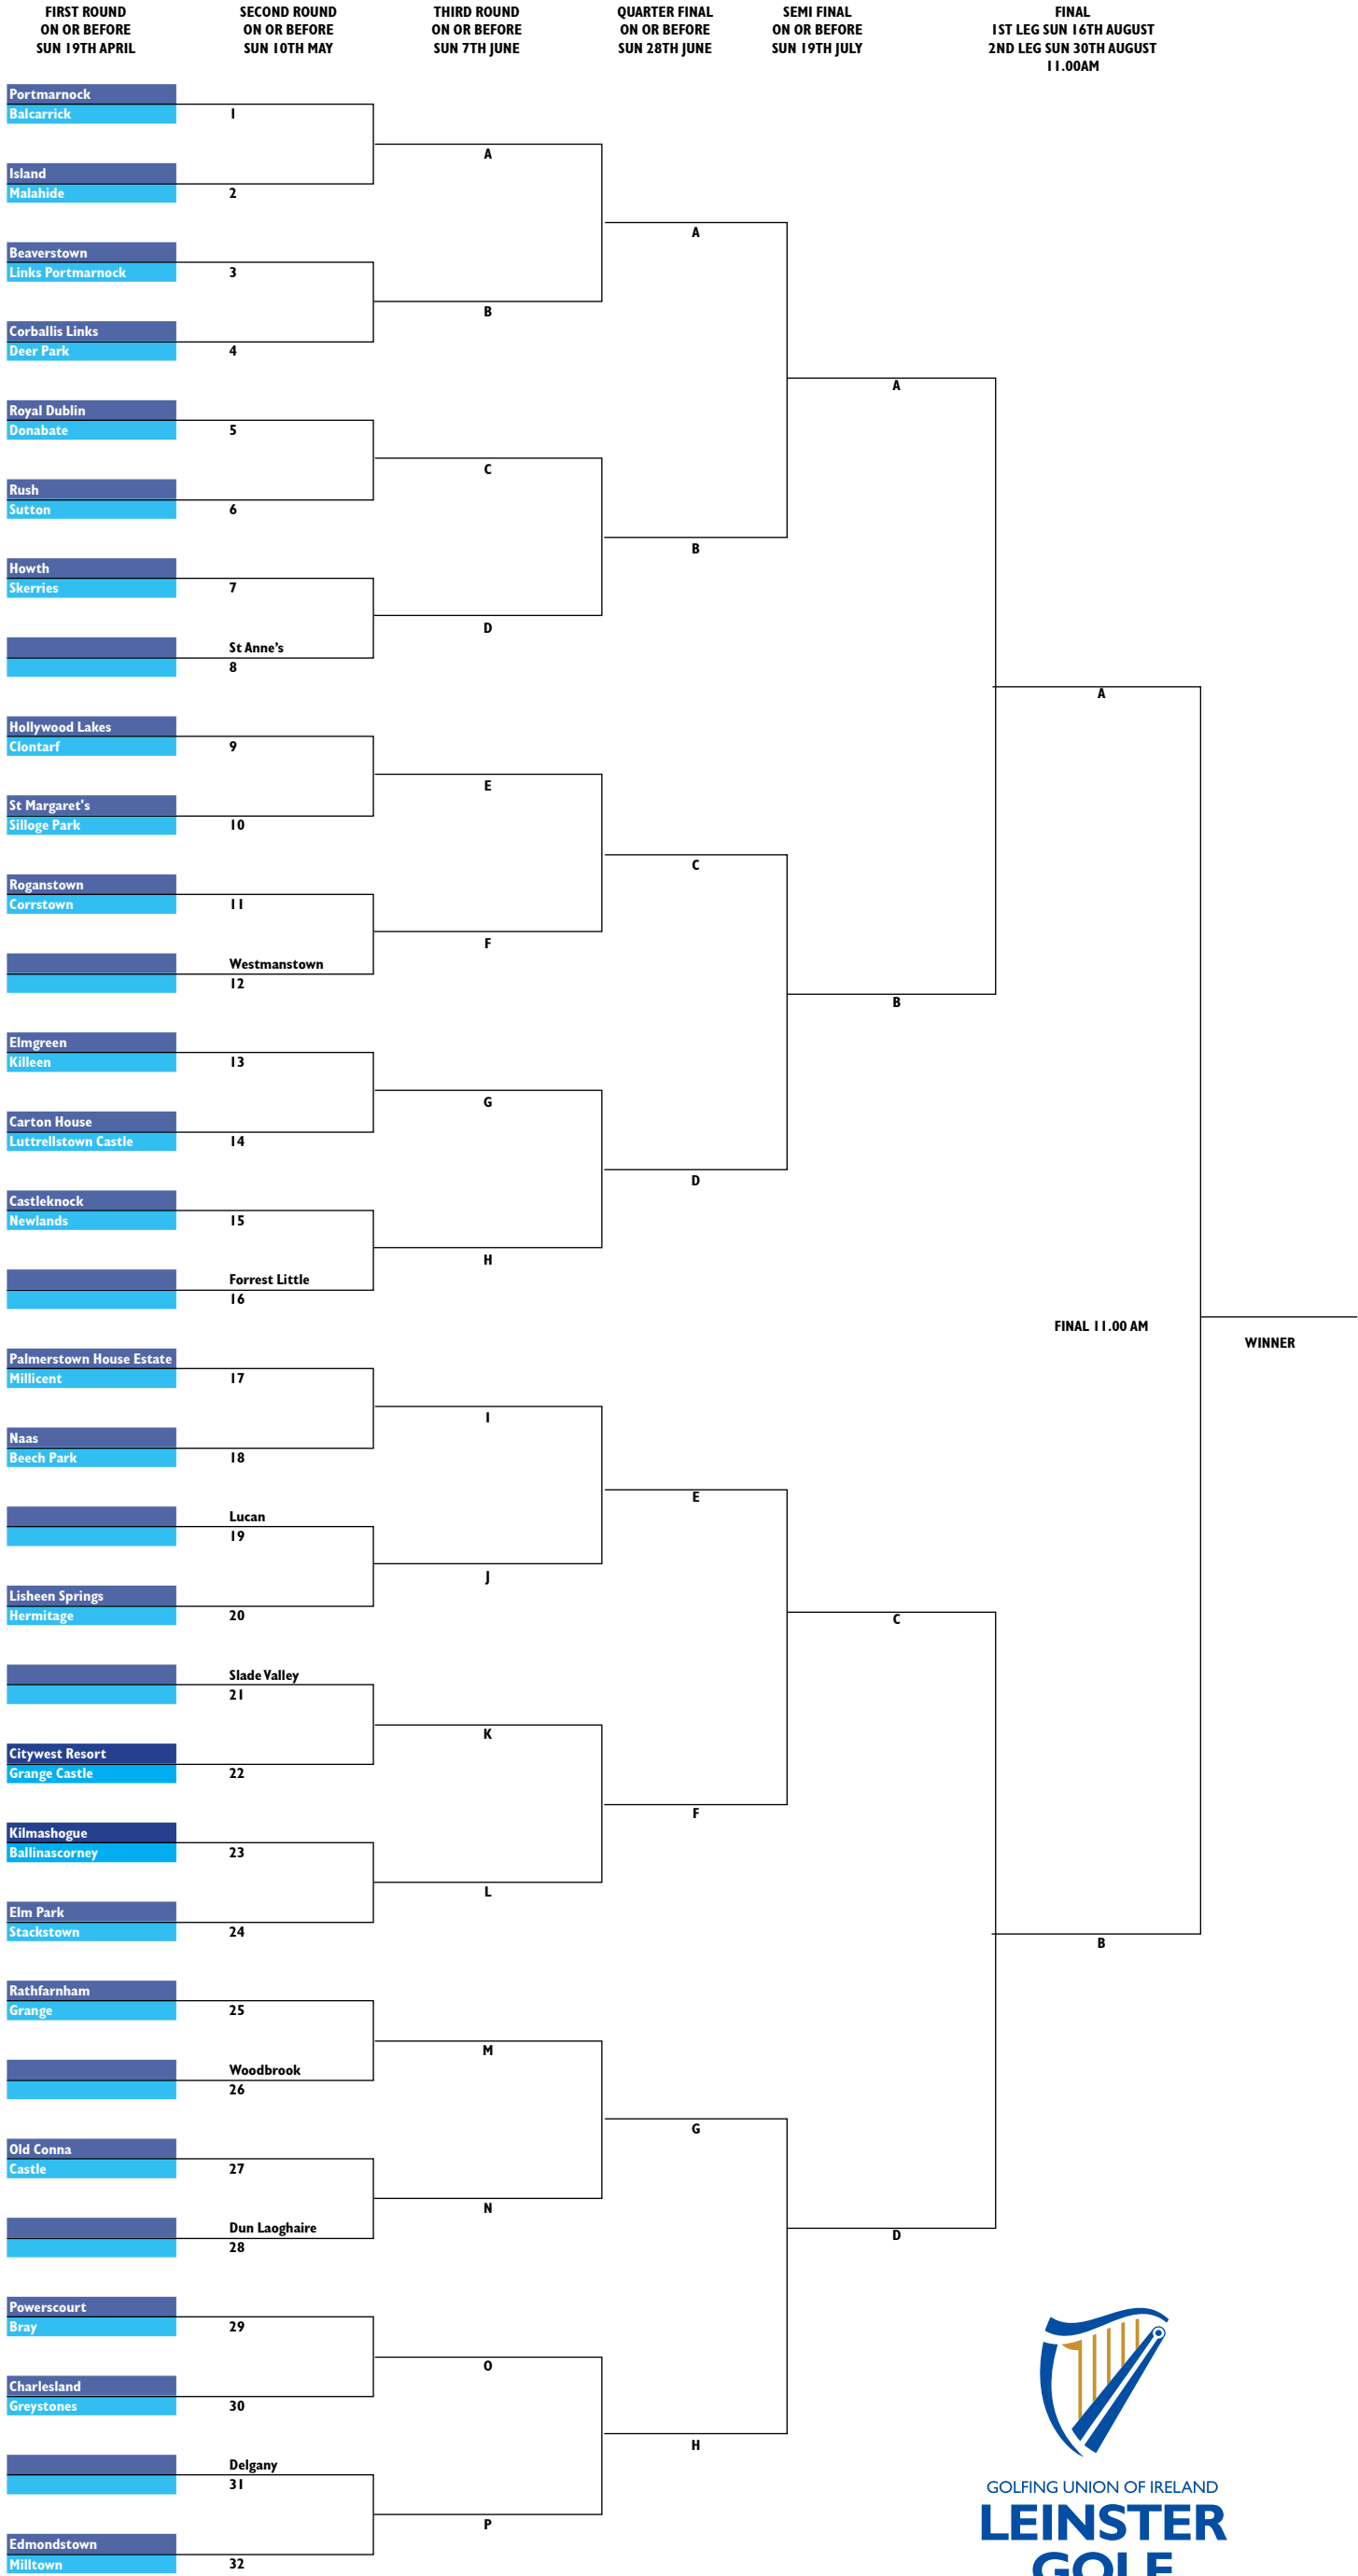 FIRST ROUND
ON OR BEFORE
SUN 19TH APRIL
SECOND ROUND
ON OR BEFORE
SUN 10TH MAY
THIRD ROUND
ON OR BEFORE
SUN 7TH JUNE
QUARTER FINAL
ON OR BEFORE
SUN 28TH JUNE
SEMI FINAL
ON OR BEFORE
SUN 19TH JULY
FINAL
1ST LEG SUN 16TH AUGUST
2ND LEG SUN 30TH AUGUST
11.00AM
Portmarnock
Balcarrick
1
A
Island
Malahide
2
A
Beaverstown
Links Portmarnock
3
B
Corballis Links
Deer Park
4
A
Royal Dublin
Donabate
5
C
Rush
Sutton
6
B
Howth
Skerries
7
D
St Anne's
8
A
Hollywood Lakes
Clontarf
9
E
St Margaret's
Silloge Park
10
C
Roganstown
Corrstown
11
F
Westmanstown
12
B
Elmgreen
Killeen
13
G
Carton House
Luttrellstown Castle
14
D
Castleknock
Newlands
15
H
Forrest Little
16
FINAL 11.00 AM
WINNER
Palmerstown House Estate
Millicent
17
I
Naas
Beech Park
18
E
Lucan
19
J
Lisheen Springs
Hermitage
20
C
Slade Valley
21
K
Citywest Resort
Grange Castle
22
F
Kilmashogue
Ballinascorney
23
L
Elm Park
Stackstown
24
B
Rathfarnham
Grange
25
M
Woodbrook
26
G
Old Conna
Castle
27
N
Dun Laoghaire
28
D
Powerscourt
Bray
29
O
Charlesland
Greystones
30
H
Delgany
31
P
Edmondstown
Milltown
32
GOLFING UNION OF IRELAND
LEINSTER
GOLF